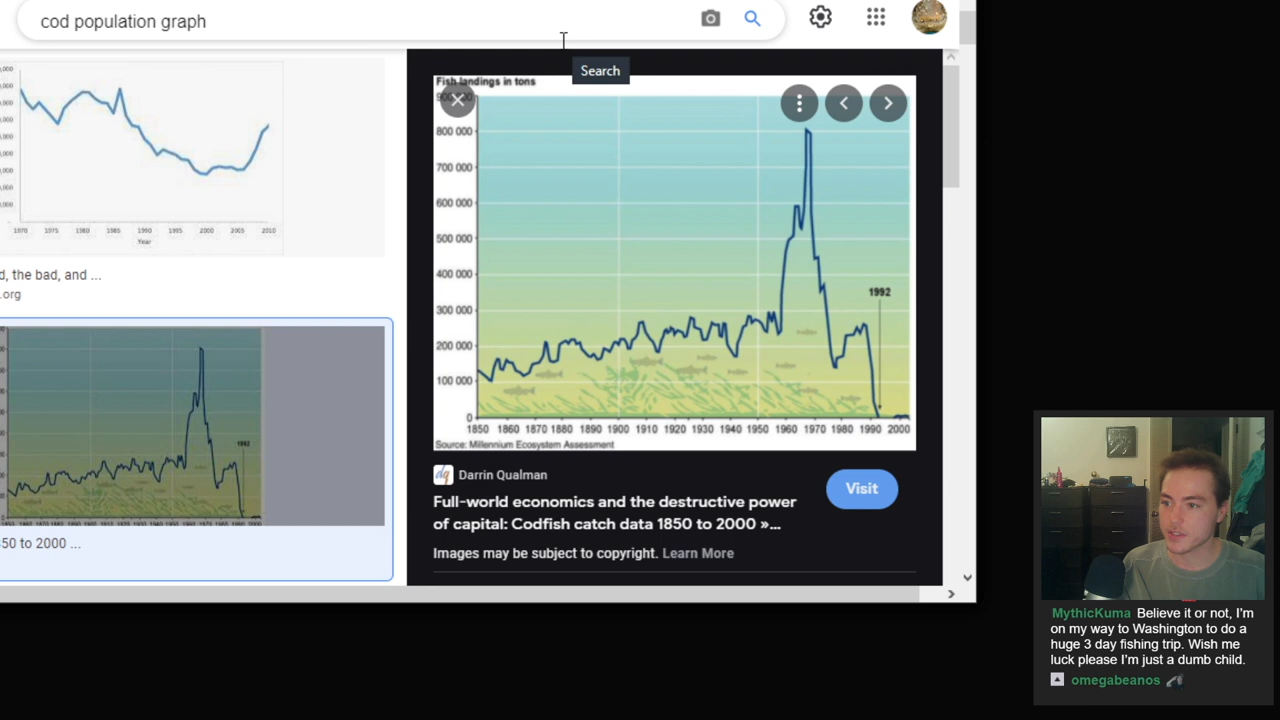 cod population graph
Search
Fish landings in tons
800 000
700 000
600 000
500 000
400 000
300 000
200 000
100 000
0
1992
1850 1860 1870 1880 1890 1900 1910 1920 1930 1940 1950 1960 1970 1980 1990 2000
Source: Millennium Ecosystem Assessment
1970 1975 1980 1985 1990 1995 2000 2005 2010
Year
d, the bad, and ...
.org
1992
50 to 2000 ...
Darrin Qualman
Full-world economics and the destructive power
of capital: Codfish catch data 1850 to 2000 »...
Visit
Images may be subject to copyright. Learn More
MythicKuma Believe it or not, I'm
on my way to Washington to do a
huge 3 day fishing trip. Wish me
luck please I'm just a dumb child.
omegabeanos